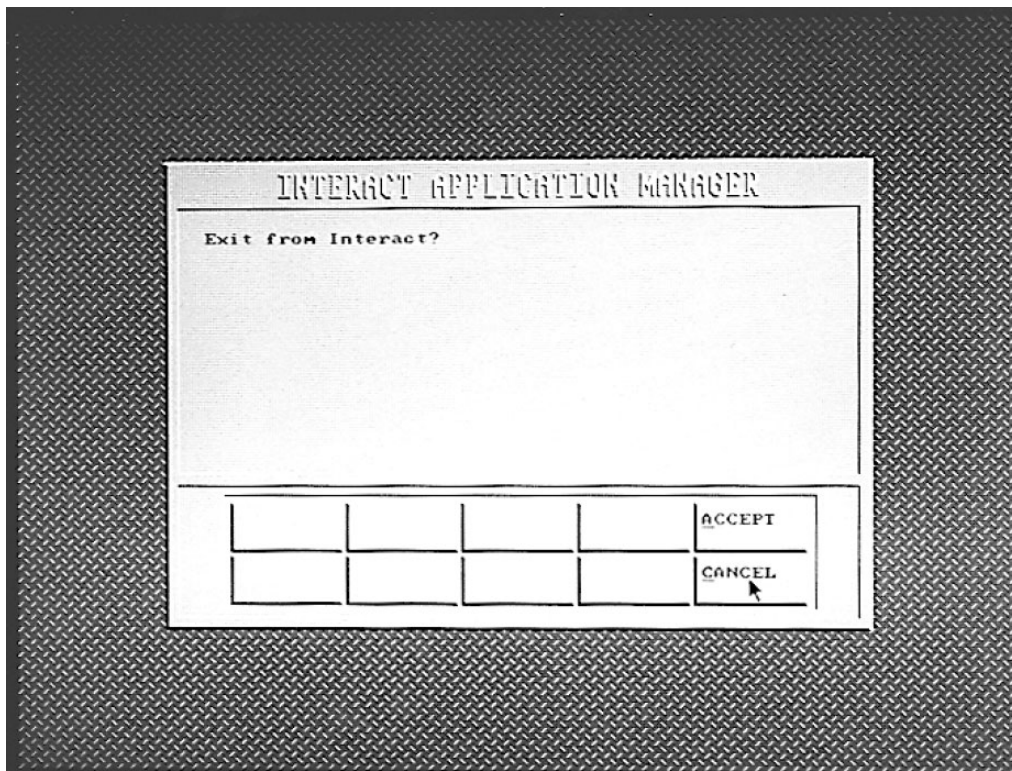 INTERACT APPLICATION MANAGER
Exit from Interact?
ACCEPT
CANCEL